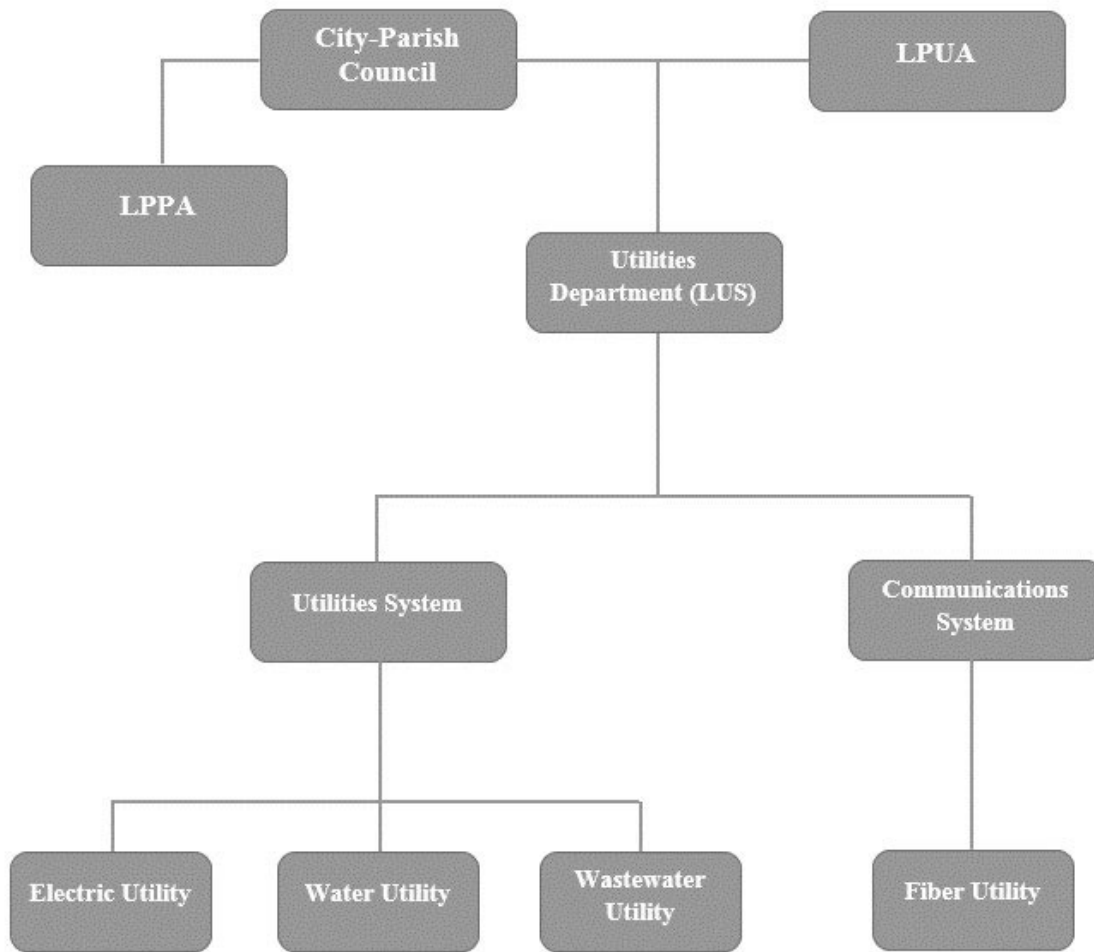 City-Parish
Council
LPUA
LPPA
Utilities
Department (LUS)
Utilities System
Communications
System
Electric Utility
Water Utility
Wastewater
Utility
Fiber Utility